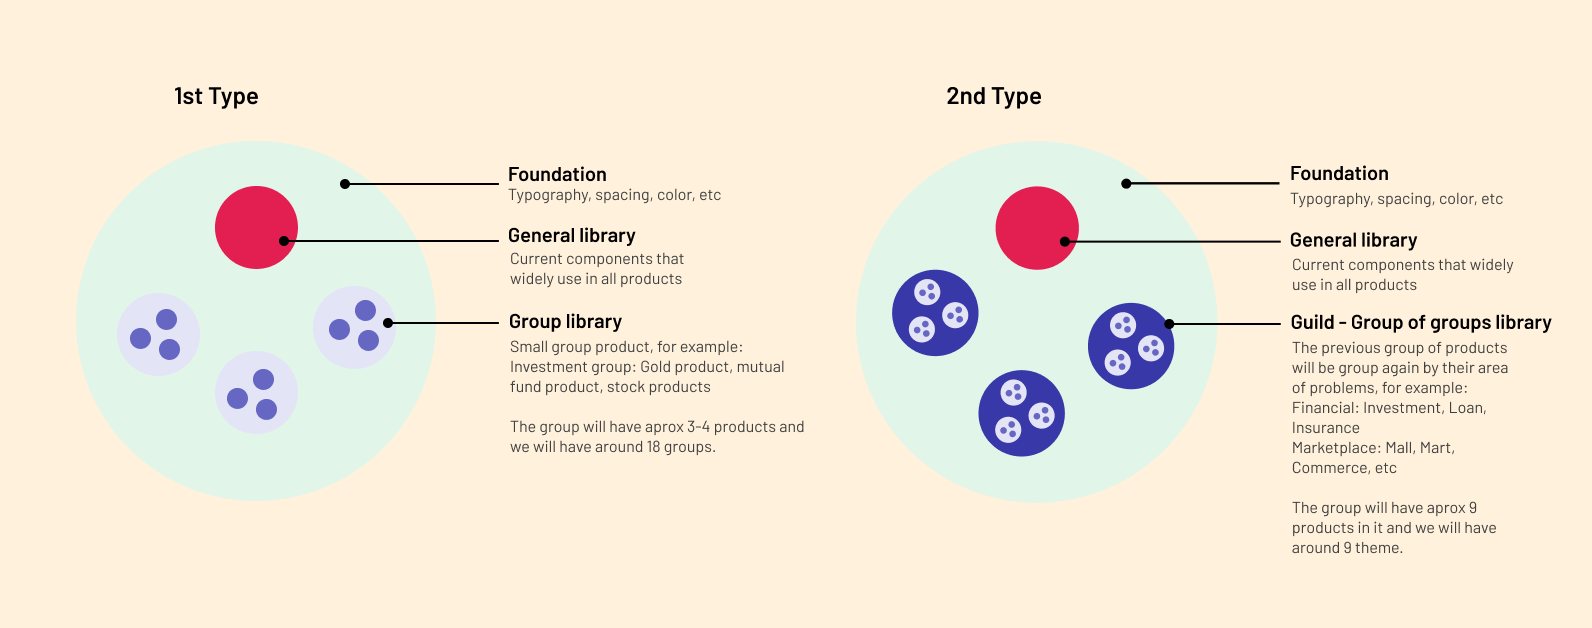 1st Type
Foundation
Typography, spacing, color, etc
General library
Current components that
widely use in all products
Group library
Small group product, for example:
Investment group: Gold product, mutual
fund product, stock products
The group will have aprox 3-4 products and
we will have around 18 groups.
2nd Type
Foundation
Typography, spacing, color, etc
General library
Current components that widely
use in all products
Guild - Group of groups library
The previous group of products
will be group again by their area
of problems, for example:
Financial: Investment, Loan,
Insurance
Marketplace: Mall, Mart,
Commerce, etc
The group will have aprox 9
products in it and we will have
around 9 theme.